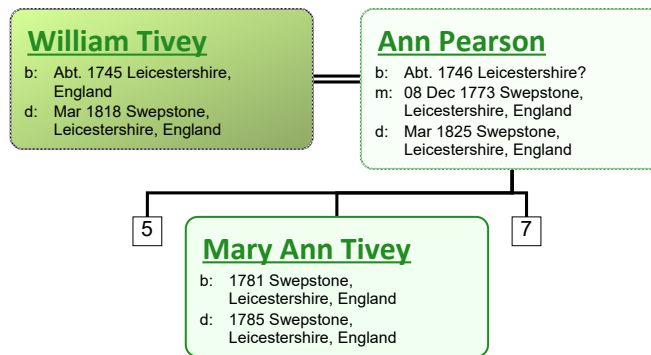 William Tivey
b: Abt. 1745 Leicestershire,
England
d: Mar 1818 Swepstone,
Leicestershire, England
Ann Pearson
b: Abt. 1746 Leicestershire?
m: 08 Dec 1773 Swepstone,
Leicestershire, England
d: Mar 1825 Swepstone,
Leicestershire, England
5
7
Mary Ann Tivey
b: 1781 Swepstone,
Leicestershire, England
d: 1785 Swepstone,
Leicestershire, England